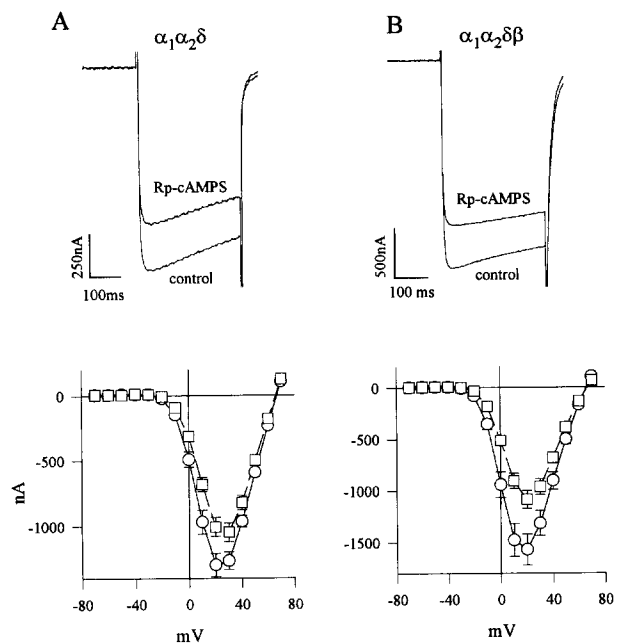 A
α₁α₂δ
Rp-cAMPS
control
250nA
100ms
B
α₁α₂δβ
Rp-cAMPS
control
500nA
100 ms
0
-500
-1000
nA
-80
-40
0
40
80
mV
0
-500
-1000
-1500
-80
-40
0
40
80
mV